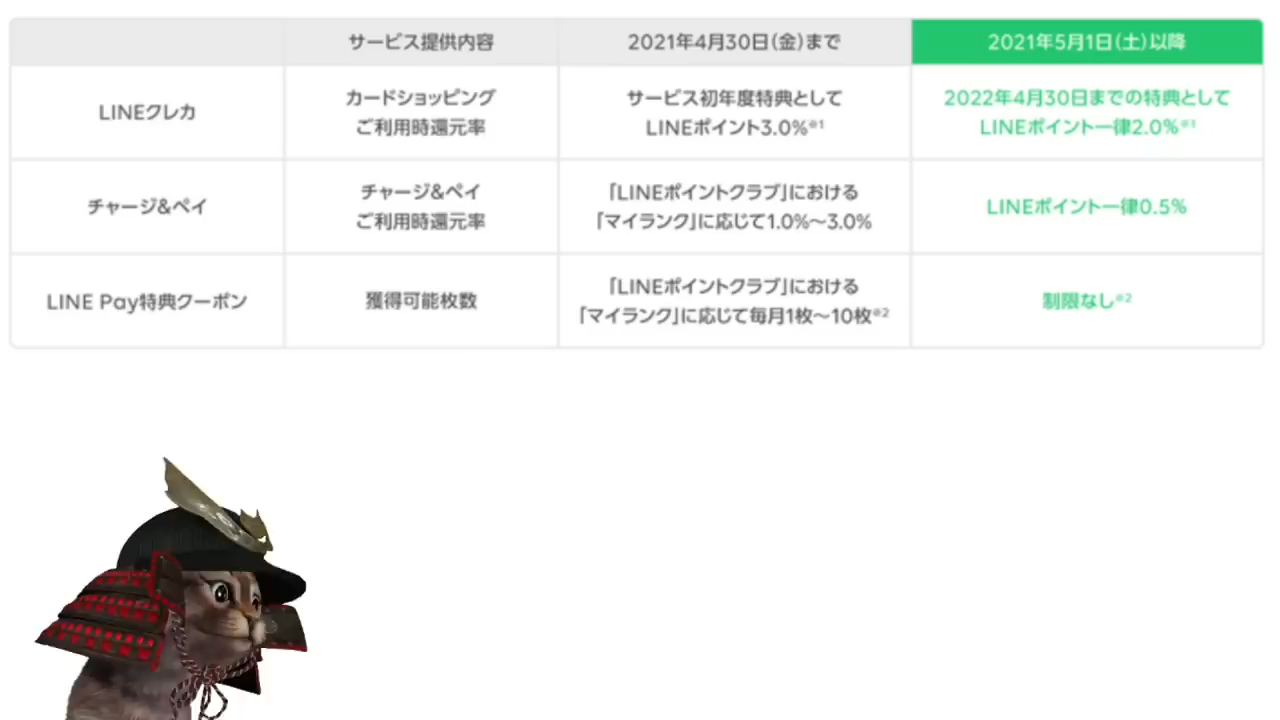 サービス提供内容
2021年4月30日(金)まで
2021年5月1日(土)以降
LINEクレカ
カードショッピング
ご利用時還元率
サービス初年度特典として
LINEポイント3.0%※1
2022年4月30日までの特典として
LINEポイント一律2.0%※1
チャージ&ペイ
チャージ&ペイ
ご利用時還元率
「LINEポイントクラブ」における
「マイランク」に応じて1.0%〜3.0%
LINEポイント一律0.5%
LINE Pay特典クーポン
獲得可能枚数
「LINEポイントクラブ」における
「マイランク」に応じて毎月1枚〜10枚※2
制限なし※2